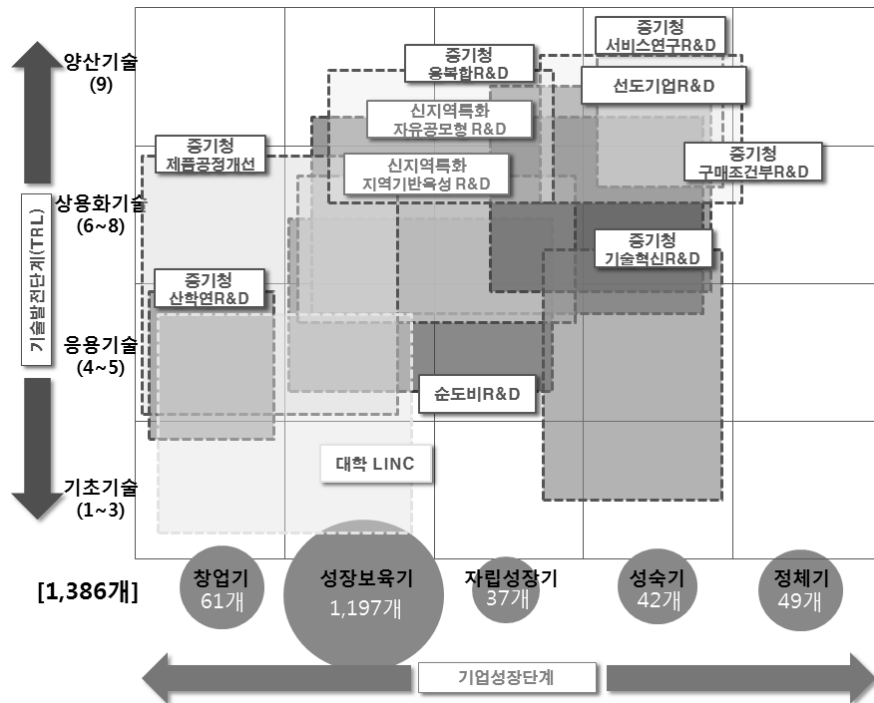 중기청
서비스연구R&D
양산기술
(9)
중기청
융복합R&D
선도기업R&D
신지역특화
자유공모형 R&D
중기청
제품공정개선
신지역특화
지역기반육성 R&D
중기청
구매조건부R&D
상용화기술
(6~8)
기술발전단계(TRL)
중기청
기술혁신R&D
중기청
산학연R&D
응용기술
(4~5)
순도비R&D
대학 LINC
기초기술
(1~3)
[1,386개]
창업기
61개
성장보육기
1,197개
자립성장기
37개
성숙기
42개
정체기
49개
기업성장단계